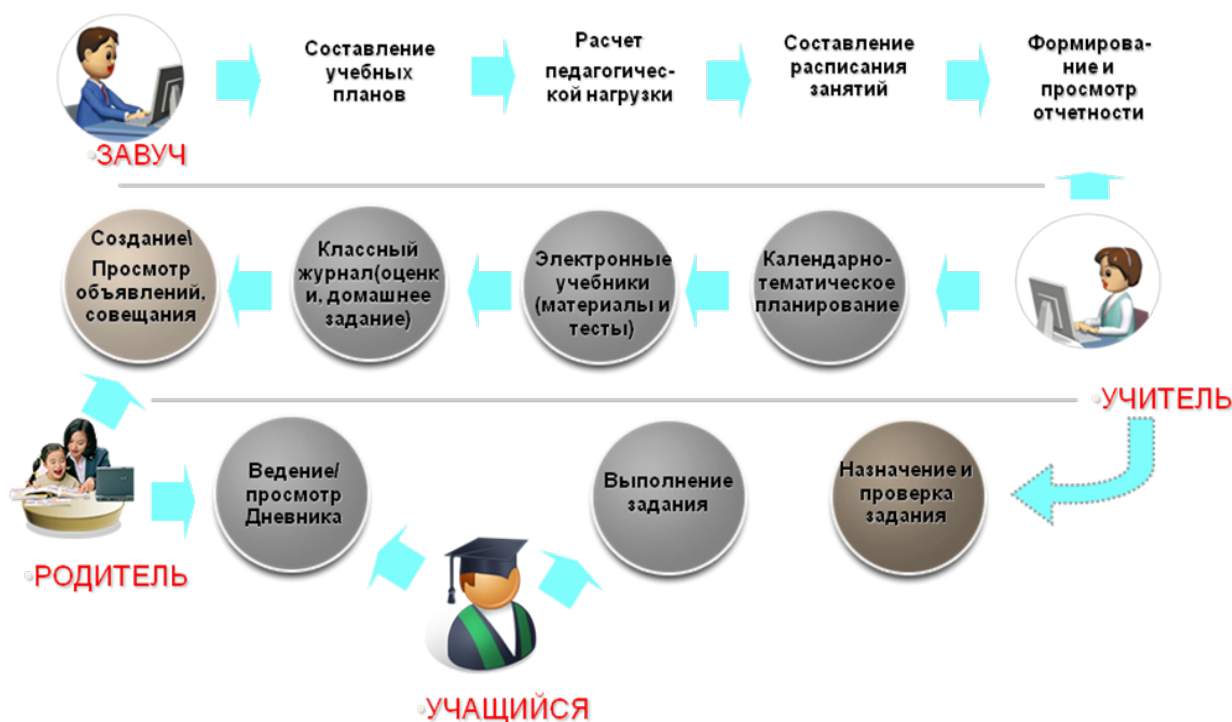 Составление
учебных
планов
Расчет
педагогичес-
кой нагрузки
Составление
расписания
занятий
Формирова-
ние и
просмотр
отчетности
•ЗАВУЧ
Создание\
Просмотр
объявлений,
совещания
Классный
журнал(оценк
и, домашнее
задание)
Электронные
учебники
(материалы и
тесты)
Календарно-
тематическое
планирование
•УЧИТЕЛЬ
Ведение/
просмотр
Дневника
Выполнение
задания
Назначение и
проверка
задания
•РОДИТЕЛЬ
•УЧАЩИЙСЯ